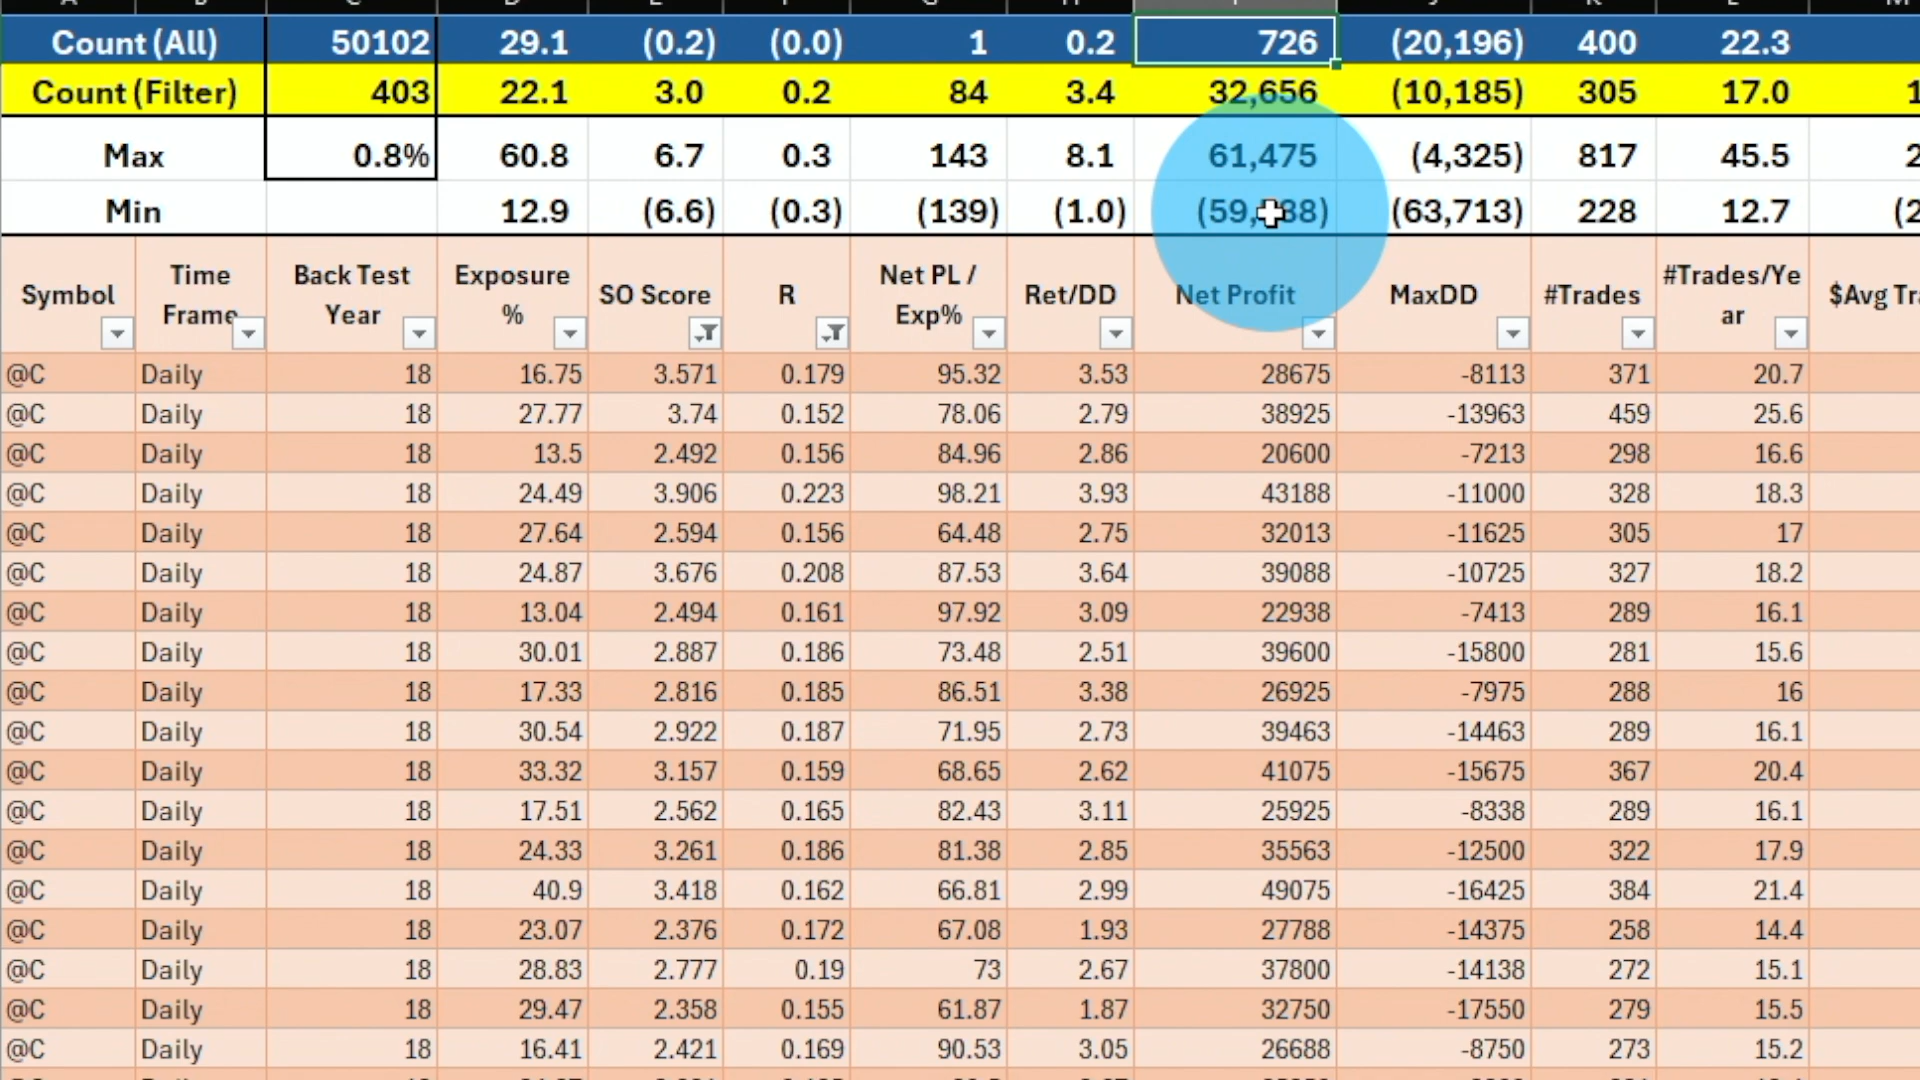 Count (All) 50102 29.1 (0.2) (0.0) 1 0.2 726 (20,196) 400 22.3
Count (Filter) 403 22.1 3.0 0.2 84 3.4 32,656 (10,185) 305 17.0 1
Max 0.8% 60.8 6.7 0.3 143 8.1 61,475 (4,325) 817 45.5 2
Min 12.9 (6.6) (0.3) (139) (1.0) (63,713) 228 12.7 (2
Symbol Time Frame Back Test Year Exposure % SO Score R Net PL / Exp% Ret/DD Net Profit MaxDD #Trades #Trades/Year $Avg Tra
@C Daily 18 16.75 3.571 0.179 95.32 3.53 28675 -8113 371 20.7
@C Daily 18 27.77 3.74 0.152 78.06 2.79 38925 -13963 459 25.6
@C Daily 18 13.5 2.492 0.156 84.96 2.86 20600 -7213 298 16.6
@C Daily 18 24.49 3.906 0.223 98.21 3.93 43188 -11000 328 18.3
@C Daily 18 27.64 2.594 0.156 64.48 2.75 32013 -11625 305 17
@C Daily 18 24.87 3.676 0.208 87.53 3.64 39088 -10725 327 18.2
@C Daily 18 13.04 2.494 0.161 97.92 3.09 22938 -7413 289 16.1
@C Daily 18 30.01 2.887 0.186 73.48 2.51 39600 -15800 281 15.6
@C Daily 18 17.33 2.816 0.185 86.51 3.38 26925 -7975 288 16
@C Daily 18 30.54 2.922 0.187 71.95 2.73 39463 -14463 289 16.1
@C Daily 18 33.32 3.157 0.159 68.65 2.62 41075 -15675 367 20.4
@C Daily 18 17.51 2.562 0.165 82.43 3.11 25925 -8338 289 16.1
@C Daily 18 24.33 3.261 0.186 81.38 2.85 35563 -12500 322 17.9
@C Daily 18 40.9 3.418 0.162 66.81 2.99 49075 -16425 384 21.4
@C Daily 18 23.07 2.376 0.172 67.08 1.93 27788 -14375 258 14.4
@C Daily 18 28.83 2.777 0.19 73 2.67 37800 -14138 272 15.1
@C Daily 18 29.47 2.358 0.155 61.87 1.87 32750 -17550 279 15.5
@C Daily 18 16.41 2.421 0.169 90.53 3.05 26688 -8750 273 15.2